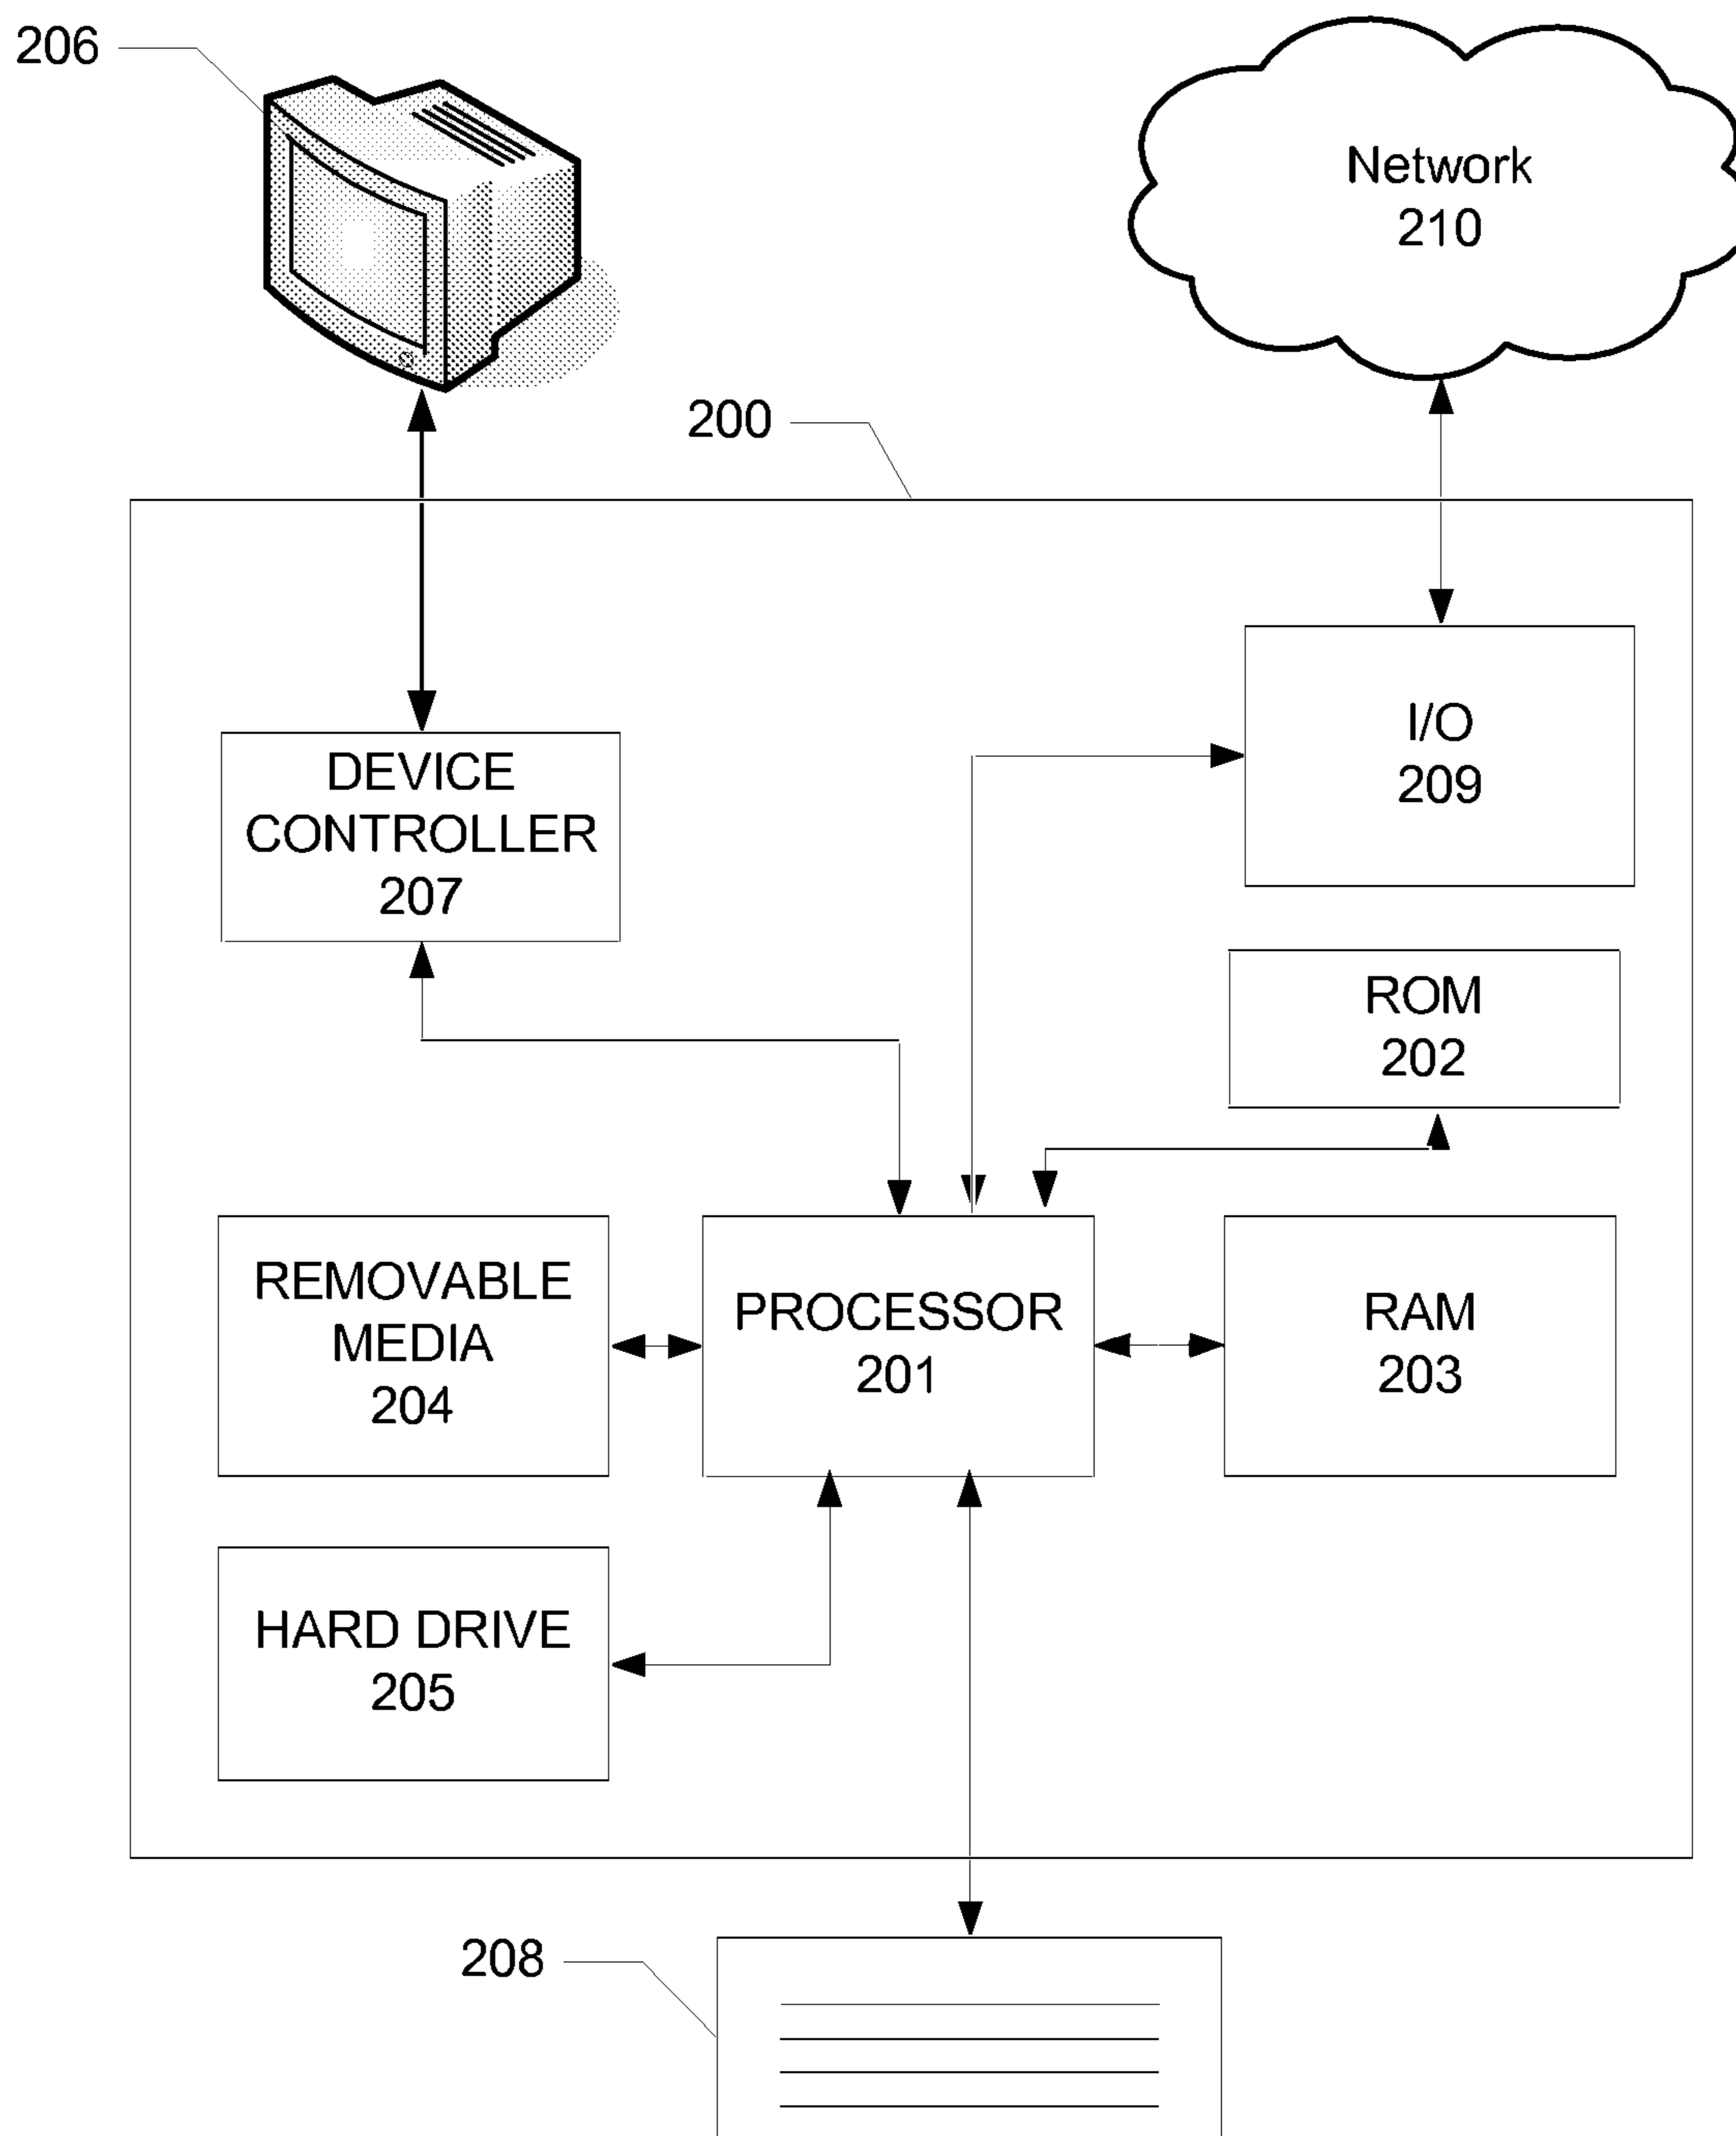 206
Network
210
200
I/O
209
DEVICE
CONTROLLER
207
ROM
202
REMOVABLE
MEDIA
204
PROCESSOR
201
RAM
203
HARD DRIVE
205
208